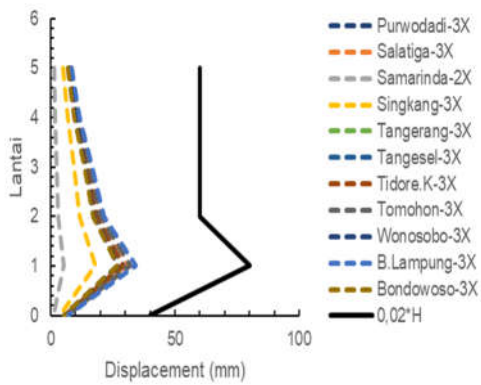 6
5
4
3
2
1
0
Lantai
0
50
100
Displacement (mm)
Purwodadi-3X
Salatiga-3X
Samarinda-2X
Singkang-3X
Tangerang-3X
Tangesel-3X
Tidore.K-3X
Tomohon-3X
Wonosobo-3X
B.Lampung-3X
Bondowoso-3X
0,02*H